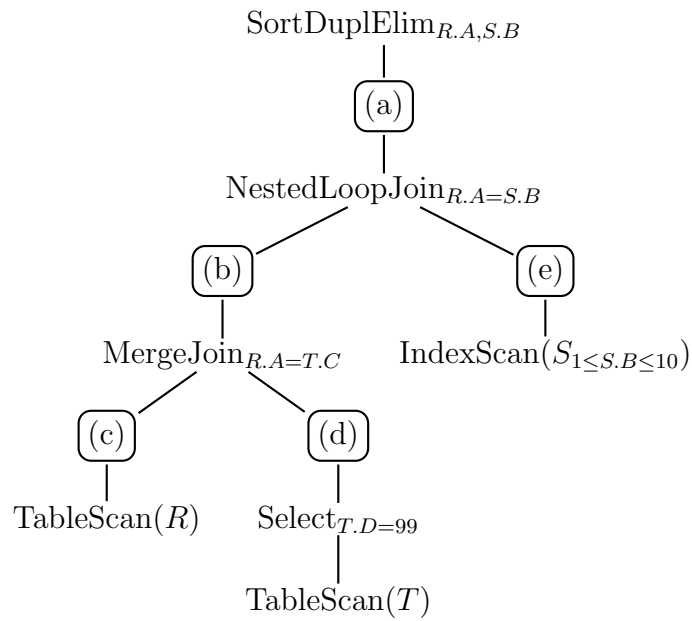 SortDuplElim_{R.A,S.B}
(a)
NestedLoopJoin_{R.A=S.B}
(b) (e)
MergeJoin_{R.A=T.C} IndexScan(S_{1≤S.B≤10})
(c) (d)
TableScan(R) Select_{T.D=99}
TableScan(T)